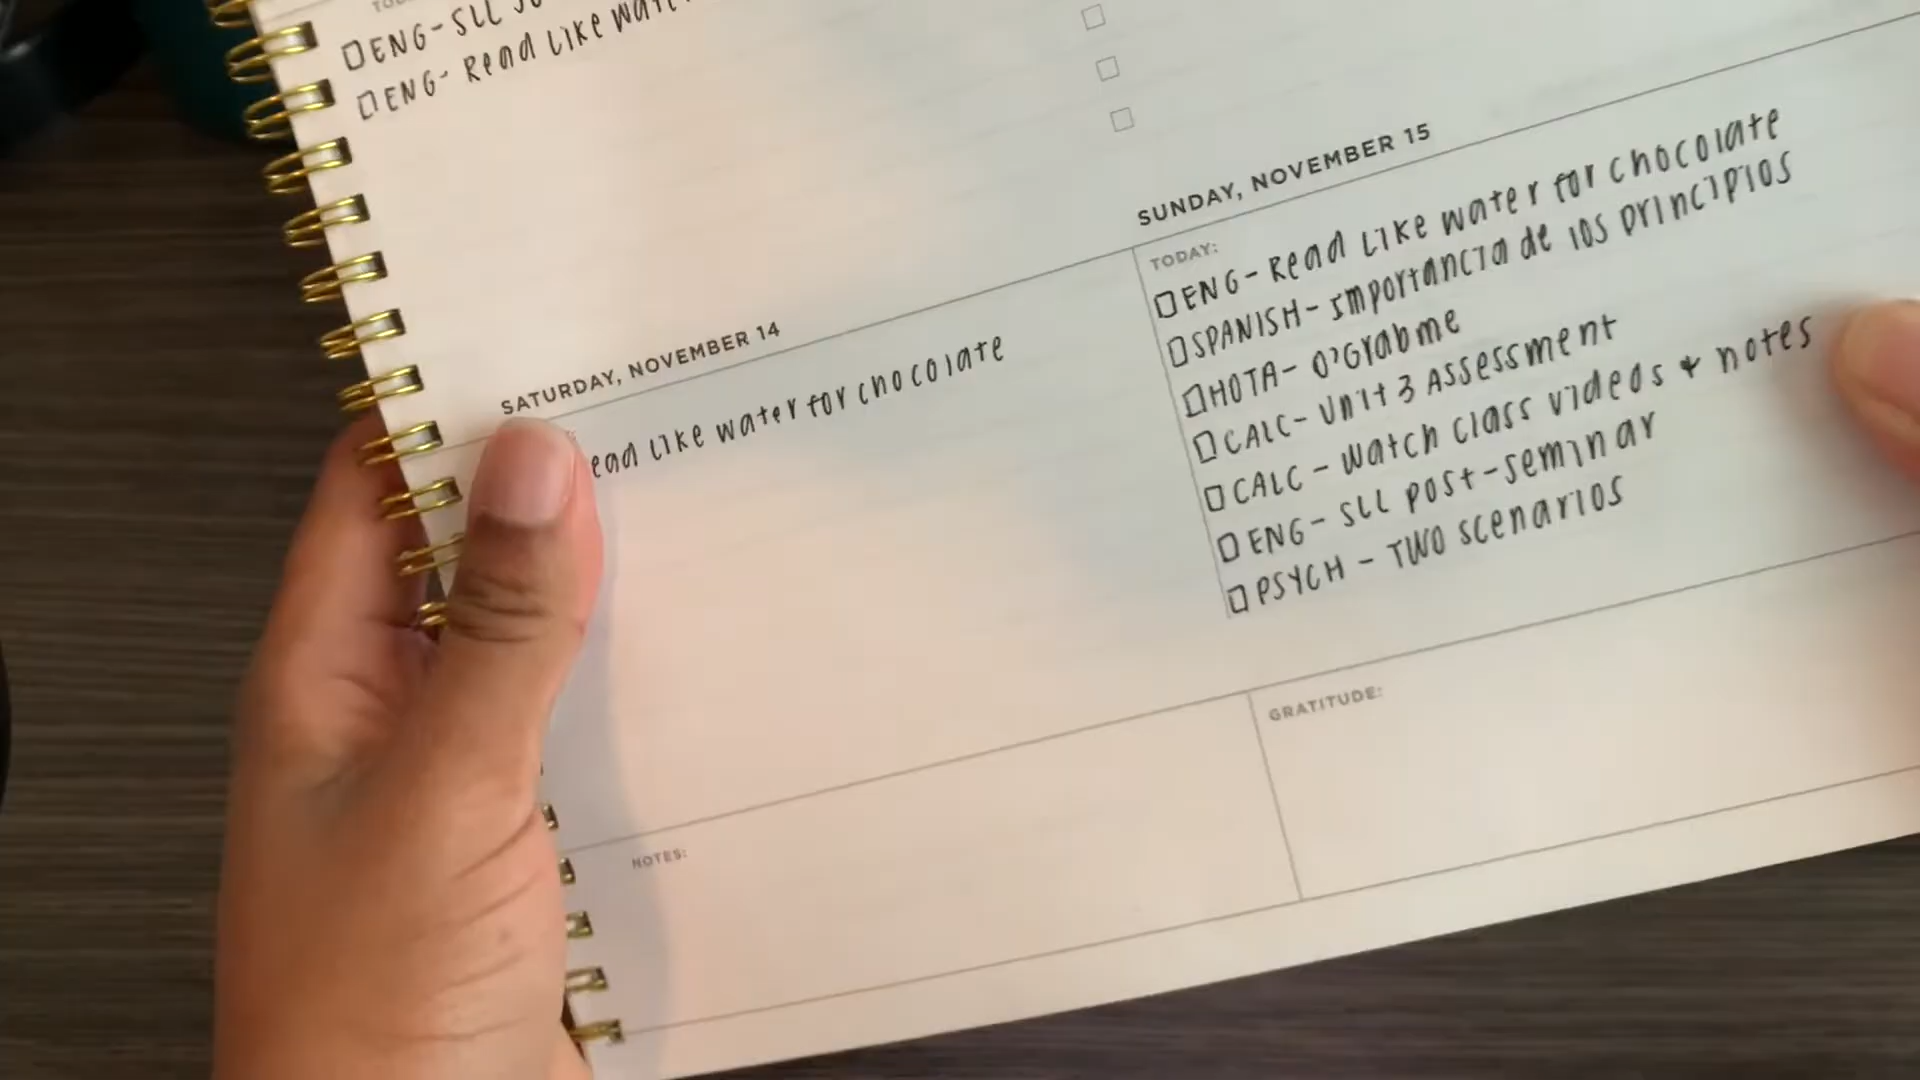 ☐ ENG- SLL
☐ ENG- Read Like
SATURDAY, NOVEMBER 14
ead Like water for chocolate
SUNDAY, NOVEMBER 15
TODAY:
☐ ENG- Read Like water for chocolate
☐ SPANISH- Importancia de los principios
☐ HOTA- O'Grabme
☐ CALC- Unit 3 Assessment
☐ CALC - watch class videos + notes
☐ ENG- SLL post-seminar
☐ PSYCH - Two scenarios
NOTES:
GRATITUDE: